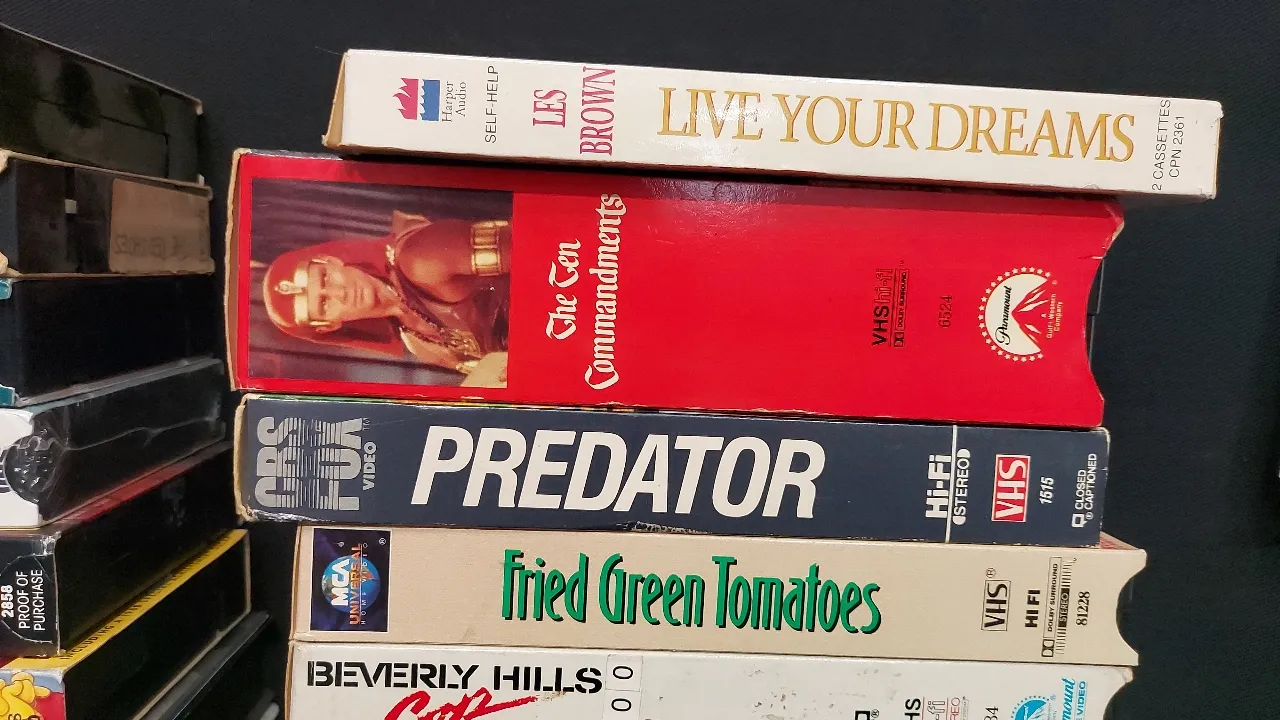 Harper
Audio
SELF-HELP
LES
BROWN
LIVE YOUR DREAMS
2 CASSETTES
CPN 2361
The Ten
Commandments
VHS hi-fi
DOLBY SURROUND
6524
Paramount
A
Gulf+Western
Company
CBS
FOX
VIDEO
PREDATOR
Hi-Fi
STEREO
VHS
1515
CLOSED
CAPTIONED
MCA
UNIVERSAL
HOME VIDEO
Fried Green Tomatoes
VHS
HI FI
DOLBY SURROUND
STEREO
81228
BEVERLY HILLS
Cop
0
0
2858
PROOF OF
PURCHASE